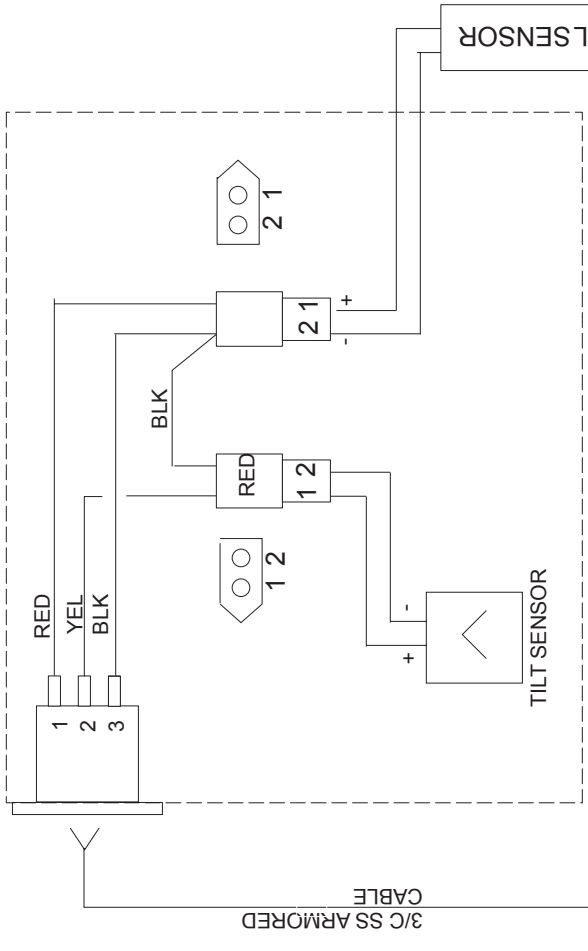 LSENSOR
2 1
RED
YEL
BLK
1
2
3
BLK
2 1
+
-
RED
1 2
1 2
+
-
TILT SENSOR
3/C SS ARMORED
CABLE